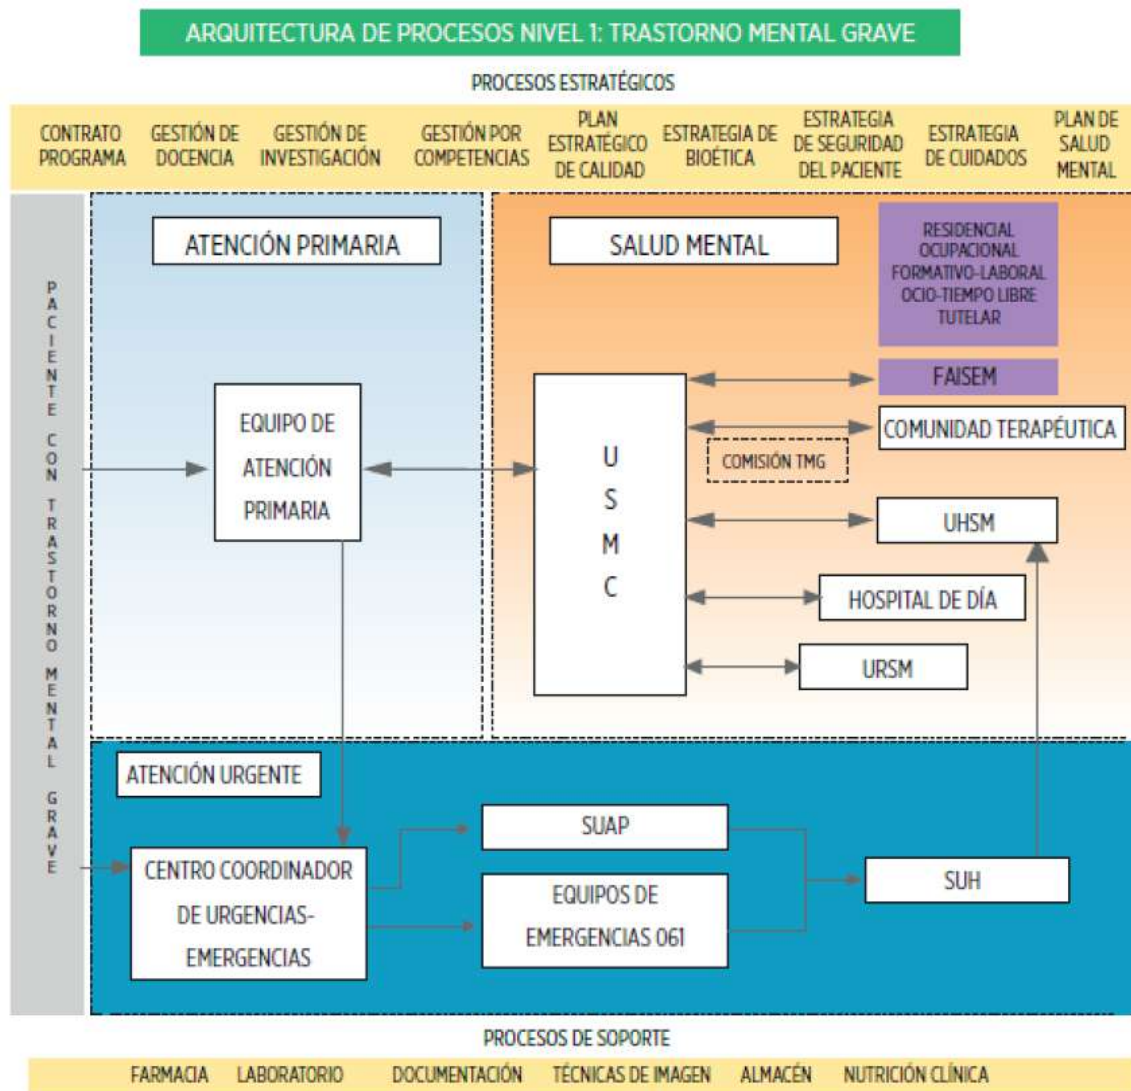 ARQUITECTURA DE PROCESOS NIVEL 1: TRASTORNO MENTAL GRAVE
PROCESOS ESTRATÉGICOS
CONTRATO
PROGRAMA
GESTIÓN DE
DOCENCIA
GESTIÓN DE
INVESTIGACIÓN
GESTIÓN POR
COMPETENCIAS
PLAN
ESTRATÉGICO
DE CALIDAD
ESTRATEGIA DE
BIOÉTICA
ESTRATEGIA
DE SEGURIDAD
DEL PACIENTE
ESTRATEGIA
DE CUIDADOS
PLAN DE
SALUD
MENTAL
PACIENTE CON TRASTORNO MENTAL GRAVE
ATENCIÓN PRIMARIA
EQUIPO DE
ATENCIÓN
PRIMARIA
SALUD MENTAL
RESIDENCIAL
OCUPACIONAL
FORMATIVO-LABORAL
OCIO-TIEMPO LIBRE
TUTELAR
FAISEM
COMUNIDAD TERAPÉUTICA
USMC
COMISIÓN TMG
UHSM
HOSPITAL DE DÍA
URSM
ATENCIÓN URGENTE
CENTRO COORDINADOR
DE URGENCIAS-
EMERGENCIAS
SUAP
EQUIPOS DE
EMERGENCIAS 061
SUH
PROCESOS DE SOPORTE
FARMACIA LABORATORIO DOCUMENTACIÓN TÉCNICAS DE IMAGEN ALMACÉN NUTRICIÓN CLÍNICA